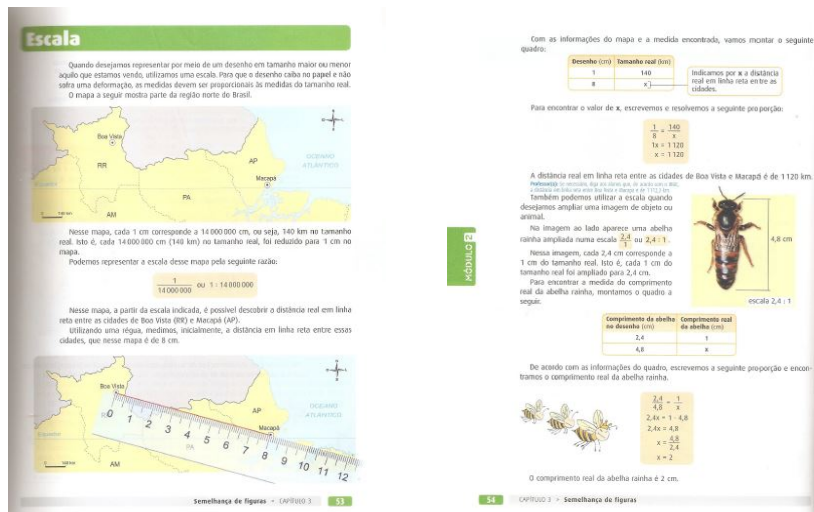 Escala
Quando desejamos representar por meio de um desenho em tamanho maior ou menor
aquilo que estamos vendo, utilizamos uma escala. Para que o desenho caiba no papel e não
sofra uma deformação, as medidas devem ser proporcionais às medidas do tamanho real.
O mapa a seguir mostra parte da região norte do Brasil.
Boa Vista
RR
AP
OCEANO
ATLÂNTICO
Macapá
Equador
PA
AM
Nesse mapa, cada 1 cm corresponde a 14 000 000 cm, ou seja, 140 km no tamanho
real. Isto é, cada 14 000 000 cm (140 km) no tamanho real, foi reduzido para 1 cm no
mapa.
Podemos representar a escala desse mapa pela seguinte razão:
1
14 000 000 ou 1 : 14 000 000
Nesse mapa, a partir da escala indicada, é possível descobrir a distância real em linha
reta entre as cidades de Boa Vista (RR) e Macapá (AP).
Utilizando uma régua, medimos, inicialmente, a distância em linha reta entre essas
cidades, que nesse mapa é de 8 cm.
Boa Vista
AP
OCEANO
ATLÂNTICO
Macapá
0 1 2 3 4 5 6 7 8 9 10 11 12
PA
AM
Semelhança de figuras • CAPÍTULO 3 53
Com as informações do mapa e a medida encontrada, vamos montar o seguinte
quadro:
Desenho (cm) Tamanho real (km)
1 140
8 x
Indicamos por x a distância
real em linha reta entre as
cidades.
Para encontrar o valor de x, escrevemos e resolvemos a seguinte proporção:
1/8 = 140/x
1x = 1 120
x = 1 120
A distância real em linha reta entre as cidades de Boa Vista e Macapá é de 1 120 km.
Também podemos utilizar a escala quando
desejamos ampliar uma imagem de objeto ou
animal.
Na imagem ao lado aparece uma abelha
rainha ampliada numa escala 2,4/1 ou 2,4 : 1.
Nessa imagem, cada 2,4 cm corresponde a
1 cm do tamanho real. Isto é, cada 1 cm do
tamanho real foi ampliado para 2,4 cm.
Para encontrar a medida do comprimento
real da abelha rainha, montamos o quadro a
seguir.
4,8 cm
escala 2,4 : 1
MÓDULO 2
Comprimento da abelha Comprimento real
no desenho (cm) da abelha (cm)
2,4 1
4,8 x
De acordo com as informações do quadro, escrevemos a seguinte proporção e encon-
tramos o comprimento real da abelha rainha.
2,4/4,8 = 1/x
2,4x = 1 · 4,8
2,4x = 4,8
x = 4,8/2,4
x = 2
O comprimento real da abelha rainha é 2 cm.
54 CAPÍTULO 3 • Semelhança de figuras